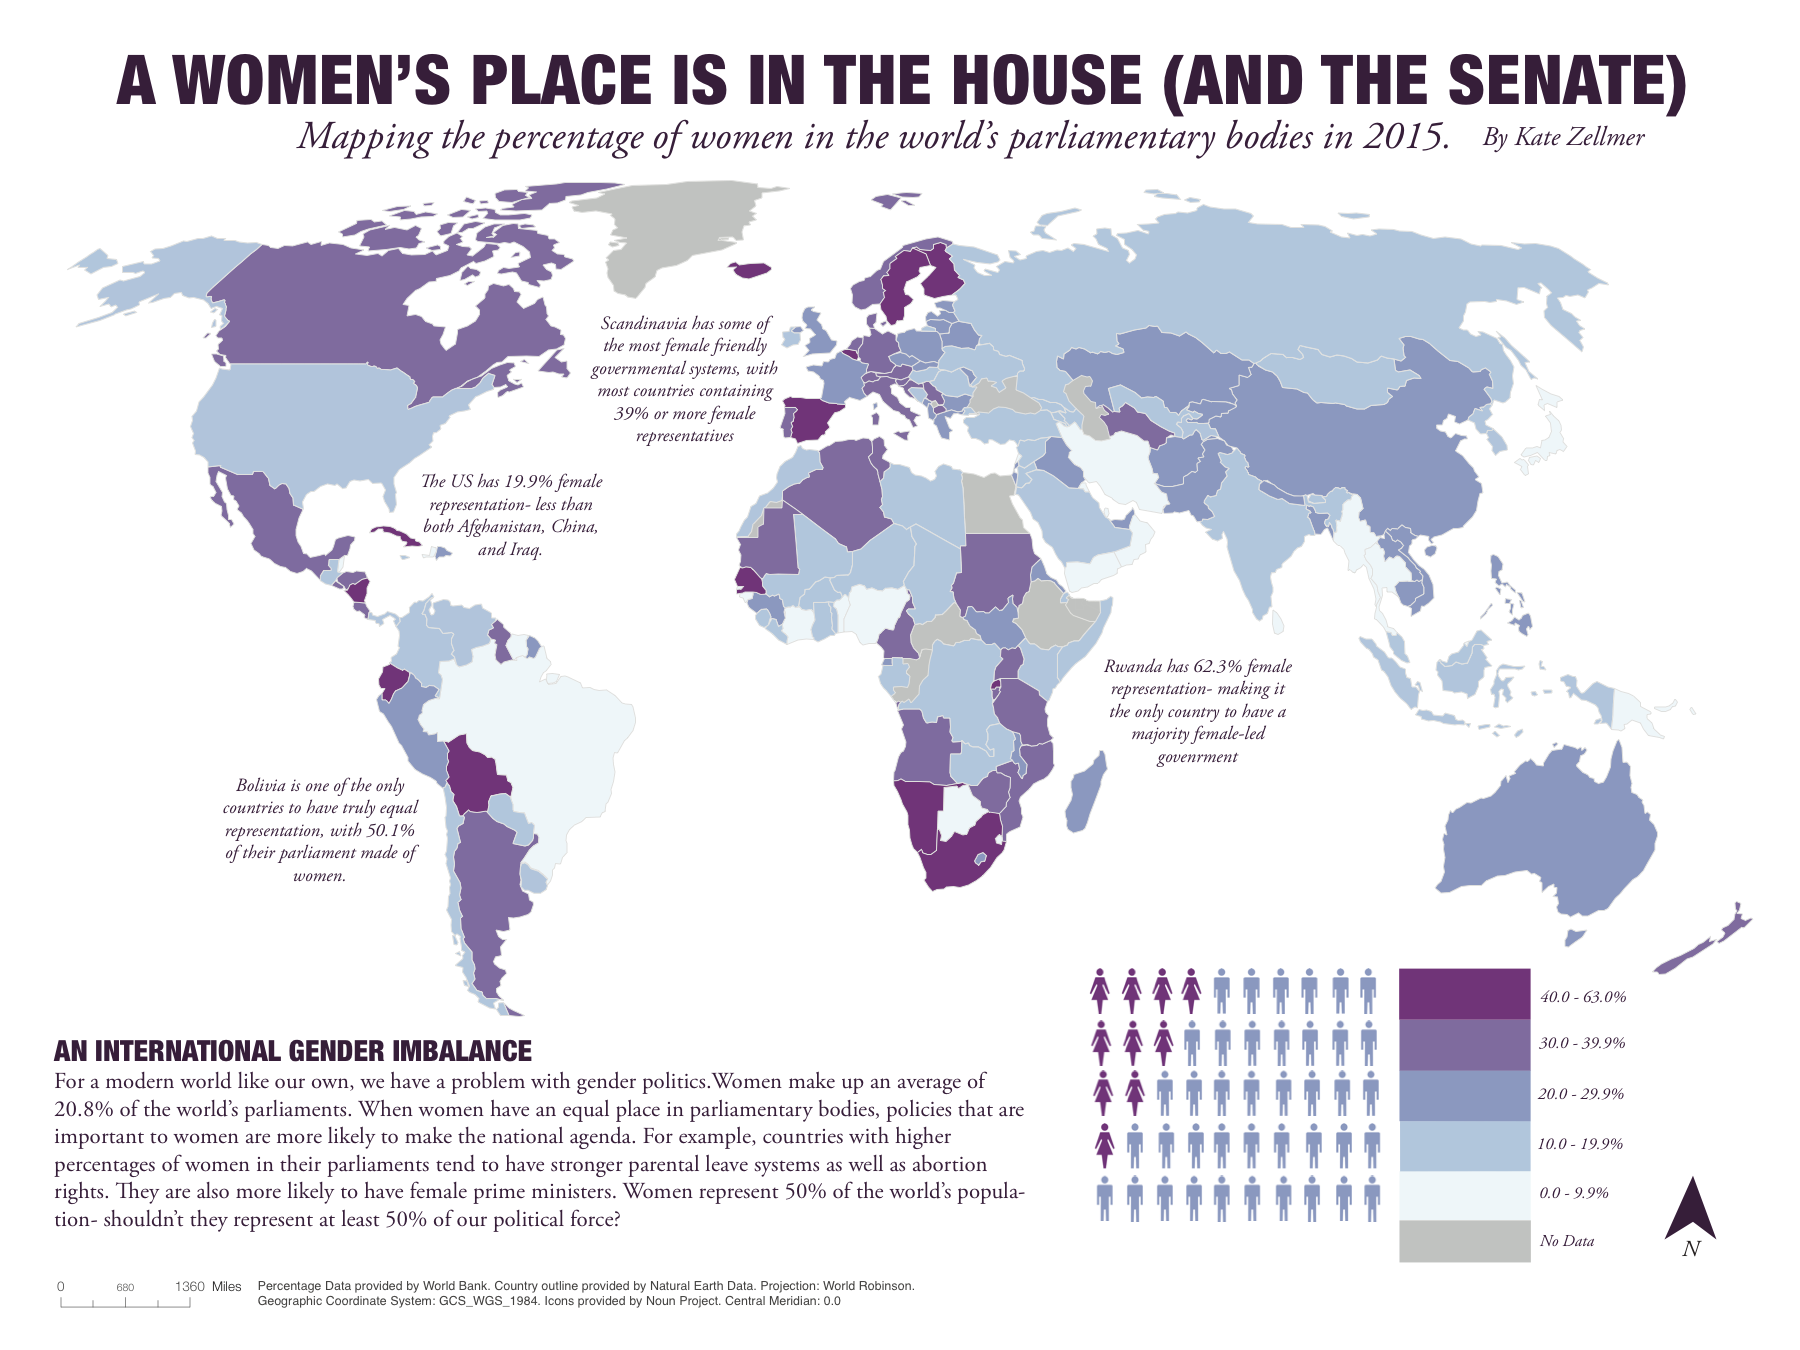 A WOMEN'S PLACE IS IN THE HOUSE (AND THE SENATE)
Mapping the percentage of women in the world's parliamentary bodies in 2015. By Kate Zellmer
Scandinavia has some of
the most female friendly
governmental systems, with
most countries containing
39% or more female
representatives
The US has 19.9% female
representation- less than
both Afghanistan, China,
and Iraq.
Rwanda has 62.3% female
representation- making it
the only country to have a
majority female-led
govenrment
Bolivia is one of the only
countries to have truly equal
representation, with 50.1%
of their parliament made of
women.
40.0 - 63.0%
30.0 - 39.9%
20.0 - 29.9%
10.0 - 19.9%
0.0 - 9.9%
No Data
N
AN INTERNATIONAL GENDER IMBALANCE
For a modern world like our own, we have a problem with gender politics.Women make up an average of
20.8% of the world's parliaments. When women have an equal place in parliamentary bodies, policies that are
important to women are more likely to make the national agenda. For example, countries with higher
percentages of women in their parliaments tend to have stronger parental leave systems as well as abortion
rights. They are also more likely to have female prime ministers. Women represent 50% of the world's popula-
tion- shouldn't they represent at least 50% of our political force?
0 680 1360 Miles
Percentage Data provided by World Bank. Country outline provided by Natural Earth Data. Projection: World Robinson.
Geographic Coordinate System: GCS_WGS_1984. Icons provided by Noun Project. Central Meridian: 0.0